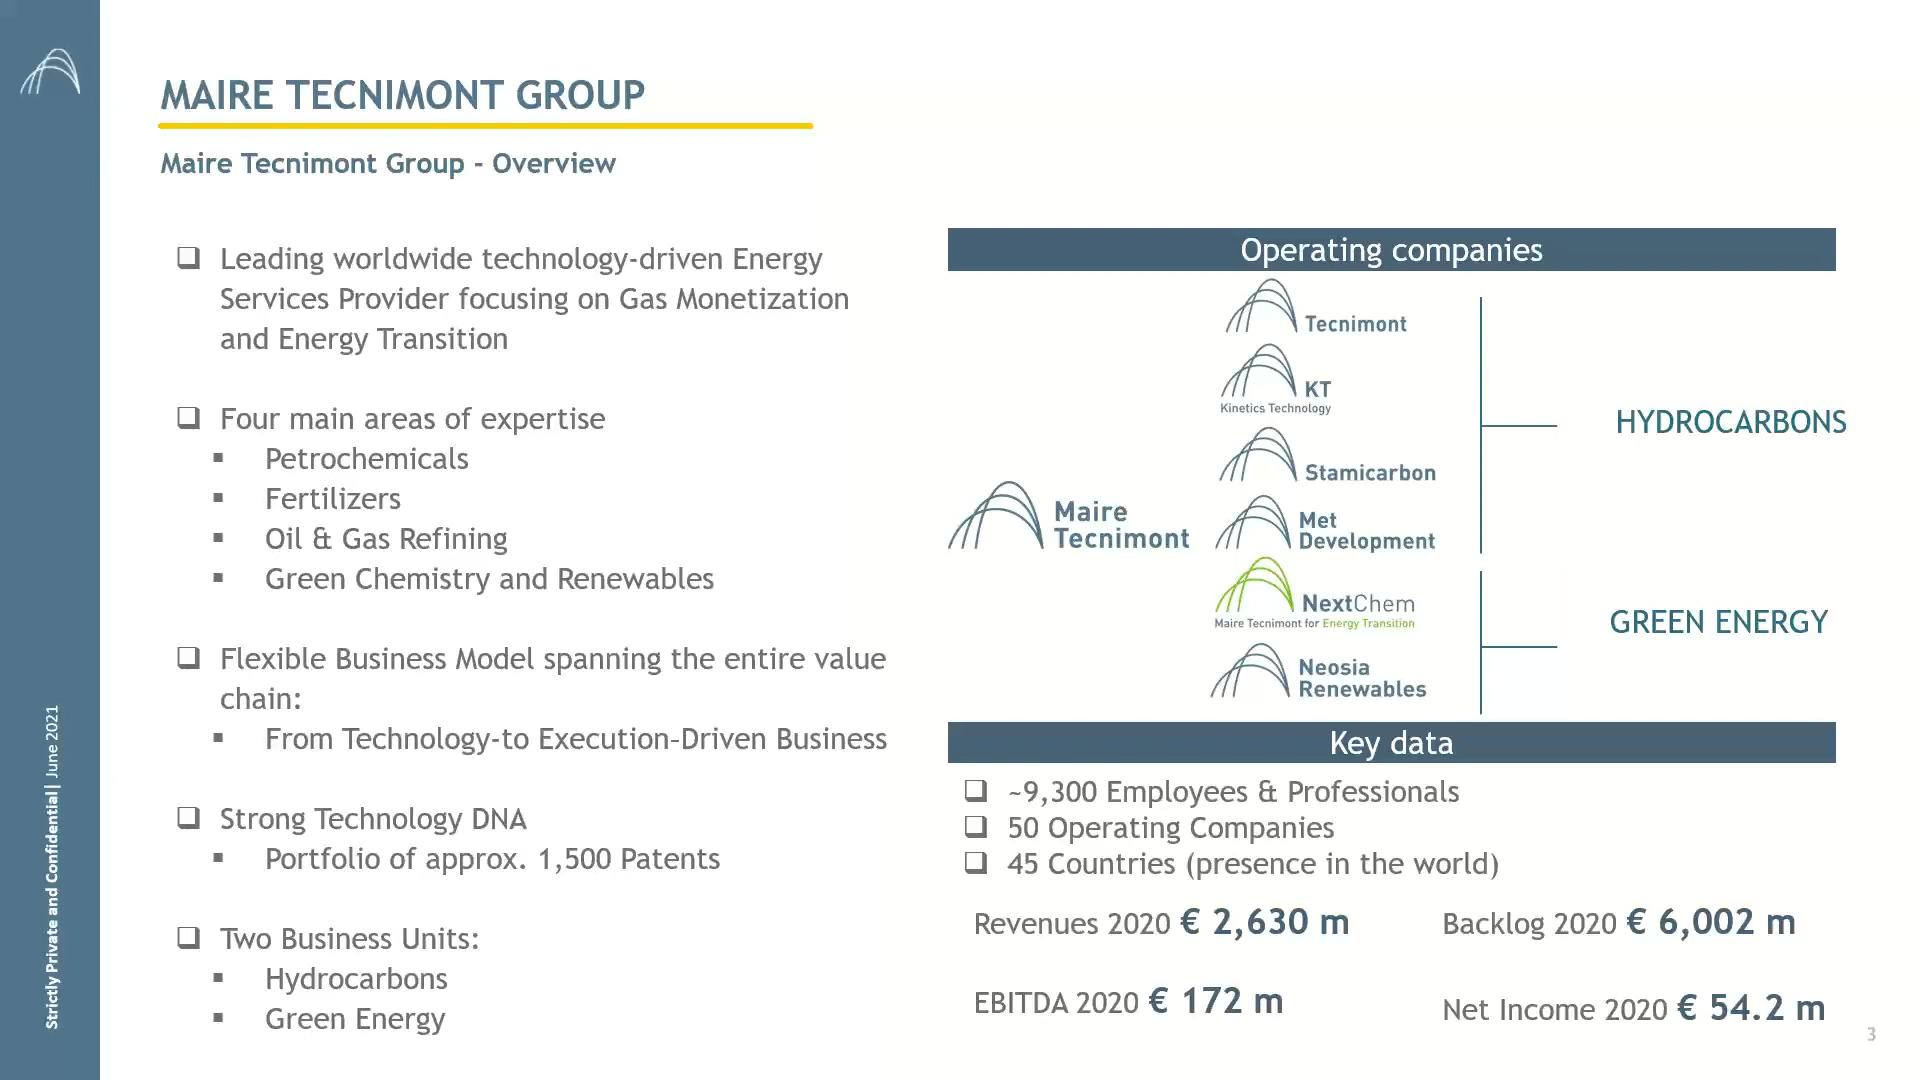 MAIRE TECNIMONT GROUP
Maire Tecnimont Group - Overview
❑ Leading worldwide technology-driven Energy
Services Provider focusing on Gas Monetization
and Energy Transition
❑ Four main areas of expertise
▪ Petrochemicals
▪ Fertilizers
▪ Oil & Gas Refining
▪ Green Chemistry and Renewables
❑ Flexible Business Model spanning the entire value
chain:
▪ From Technology-to Execution-Driven Business
❑ Strong Technology DNA
▪ Portfolio of approx. 1,500 Patents
❑ Two Business Units:
▪ Hydrocarbons
▪ Green Energy
Operating companies
Maire
Tecnimont
Tecnimont
KT
Kinetics Technology
Stamicarbon
Met
Development
NextChem
Maire Tecnimont for Energy Transition
Neosia
Renewables
HYDROCARBONS
GREEN ENERGY
Key data
❑ ~9,300 Employees & Professionals
❑ 50 Operating Companies
❑ 45 Countries (presence in the world)
Revenues 2020 € 2,630 m
Backlog 2020 € 6,002 m
EBITDA 2020 € 172 m
Net Income 2020 € 54.2 m
Strictly Private and Confidential| June 2021
3